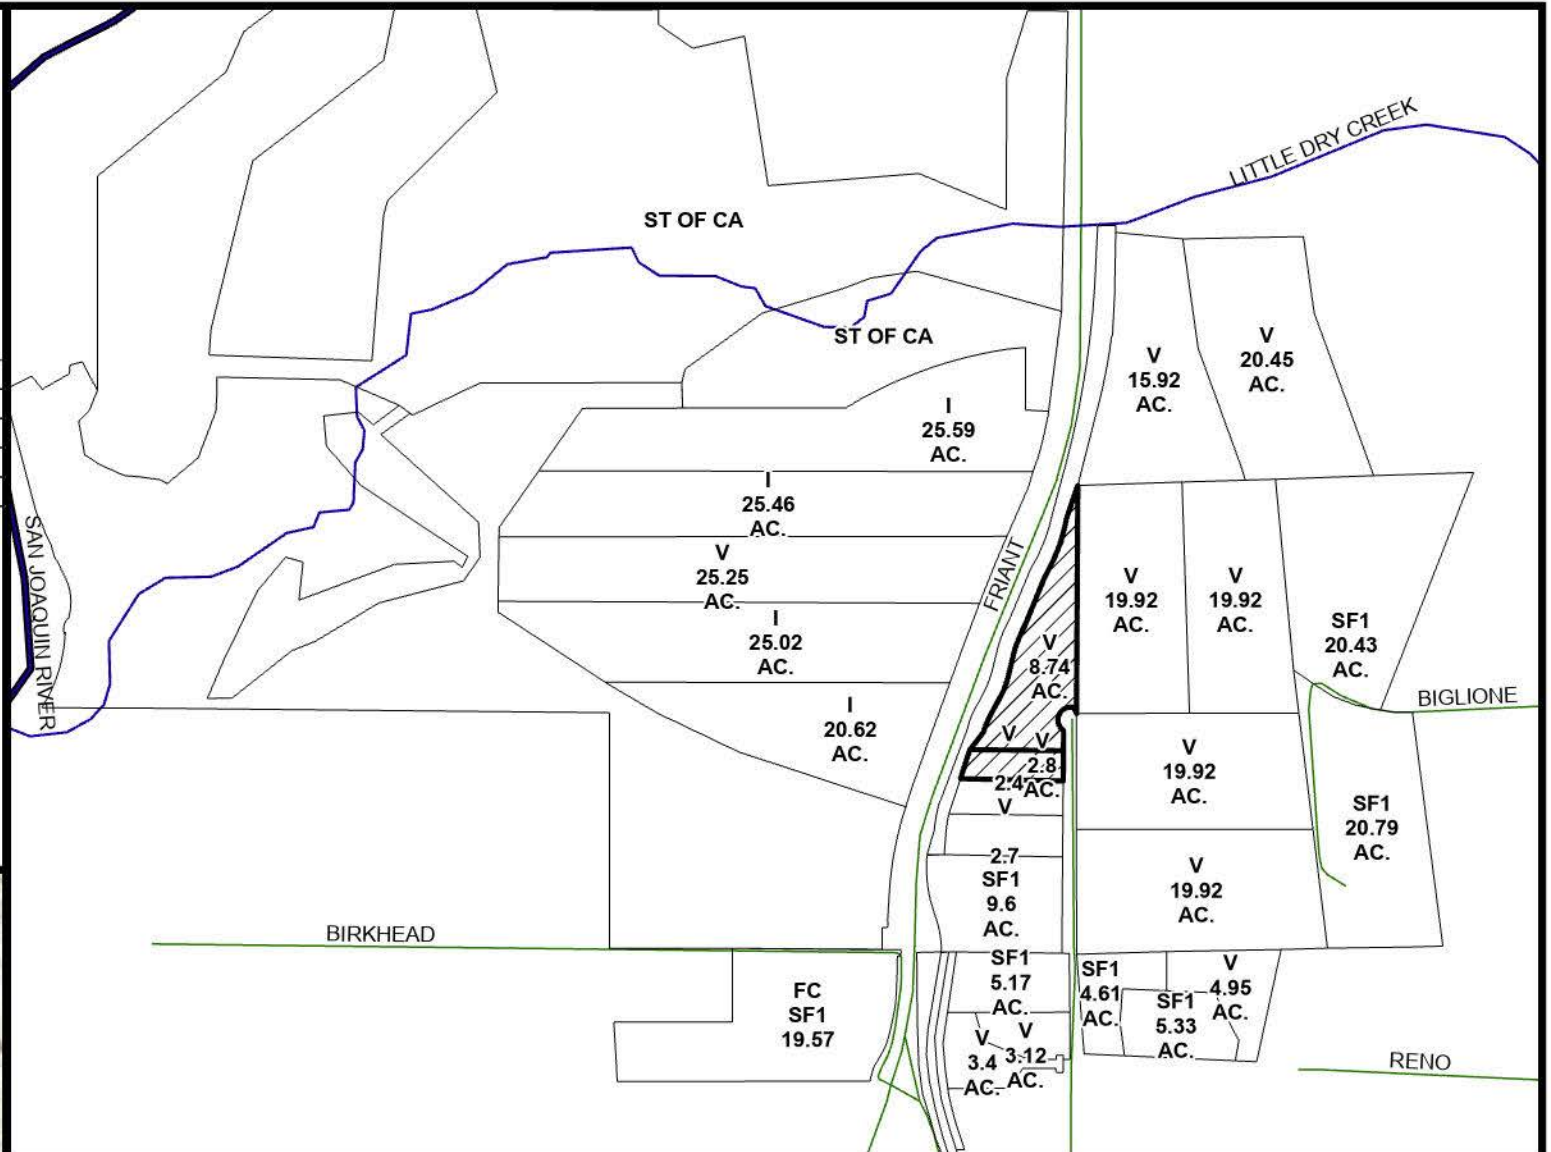 LITTLE DRY CREEK
ST OF CA
ST OF CA
V
15.92
AC.
V
20.45
AC.
I
25.59
AC.
I
25.46
AC.
V
25.25
AC.
I
25.02
AC.
I
20.62
AC.
SAN JOAQUIN RIVER
FRIANT
V
8.74
AC.
V
19.92
AC.
V
19.92
AC.
SF1
20.43
AC.
BIGLIONE
V
V
2.8
AC.
2.4
V
V
19.92
AC.
SF1
20.79
AC.
2.7
SF1
9.6
AC.
V
19.92
AC.
BIRKHEAD
FC
SF1
19.57
SF1
5.17
AC.
SF1
4.61
AC.
V
4.95
AC.
SF1
5.33
AC.
V
3.4
AC.
V
3.12
AC.
RENO